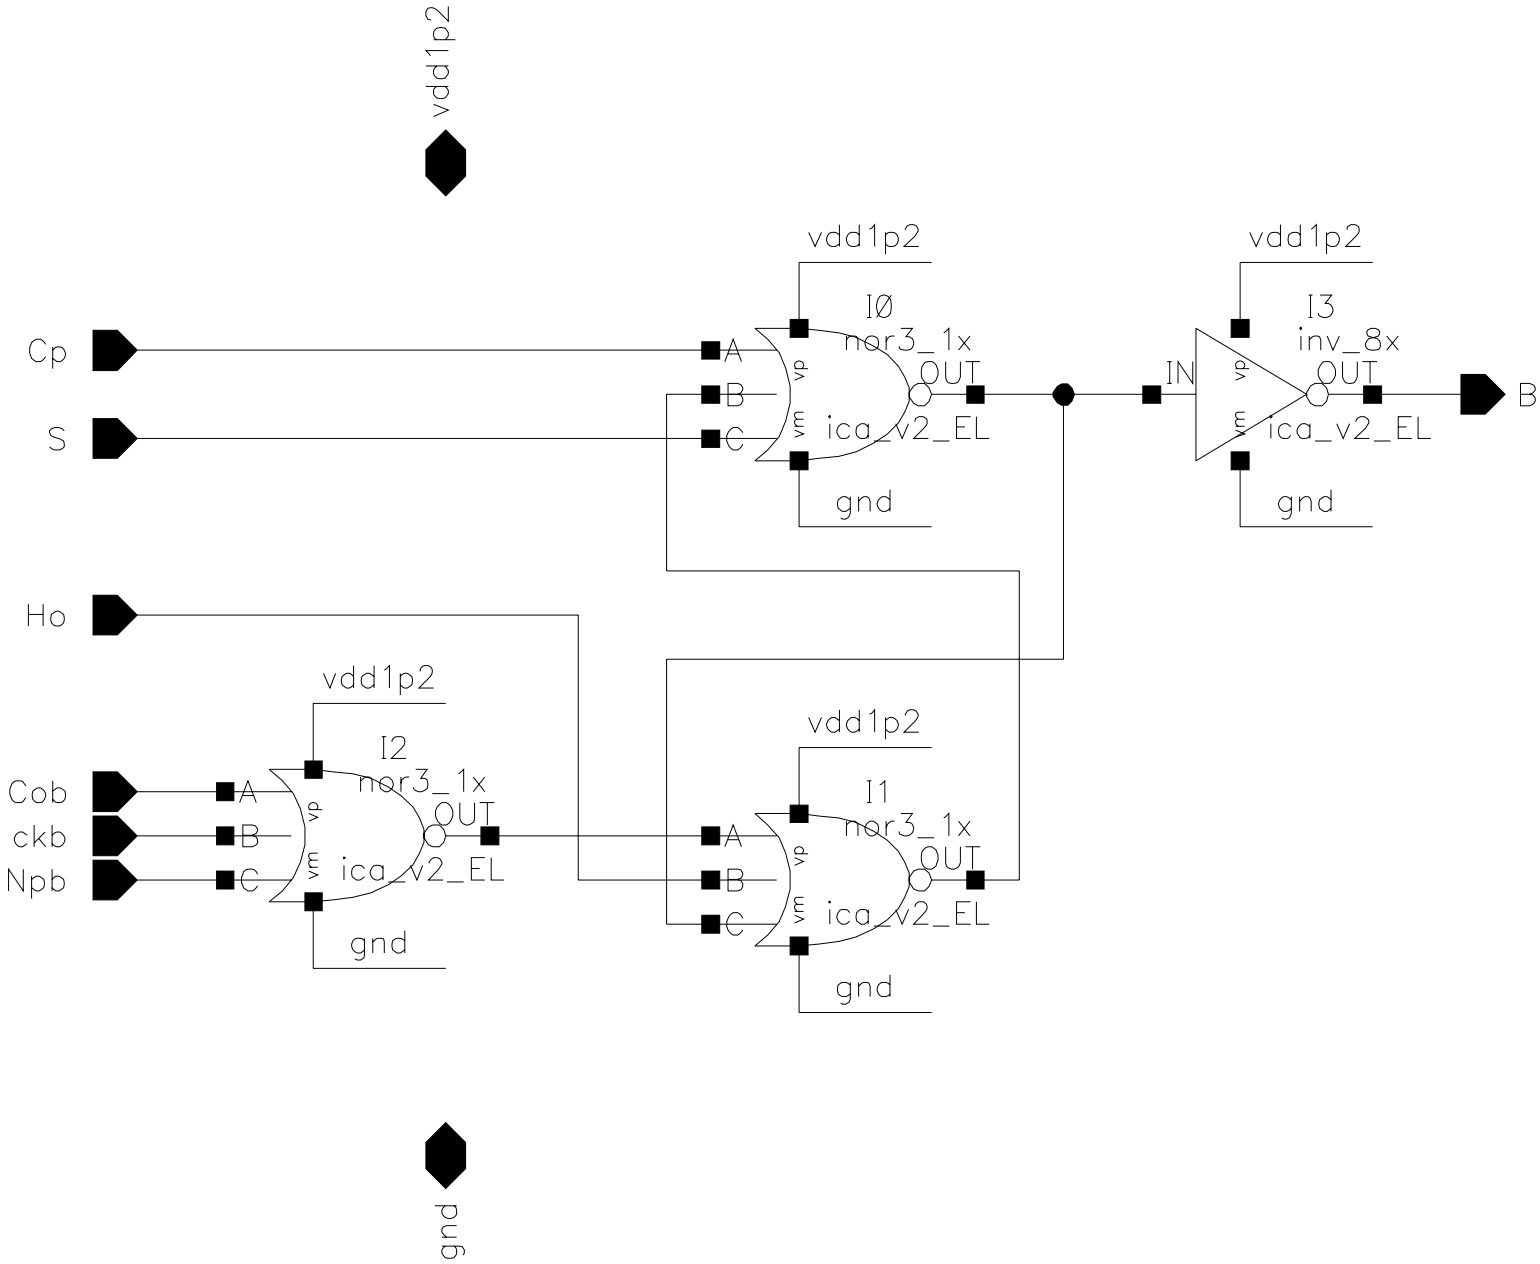 vdd1p2
vdd1p2
vdd1p2
I0
I3
nor3_1x
inv_8x
Cp
A
vp
OUT
IN
vp
OUT
B
B
S
C
vm
ica_v2_EL
vm
ica_v2_EL
gnd
gnd
Ho
vdd1p2
vdd1p2
I2
nor3_1x
I1
nor3_1x
Cob
A
vp
OUT
ckb
B
A
vp
OUT
Npb
C
vm
ica_v2_EL
B
vm
ica_v2_EL
C
gnd
gnd
gnd